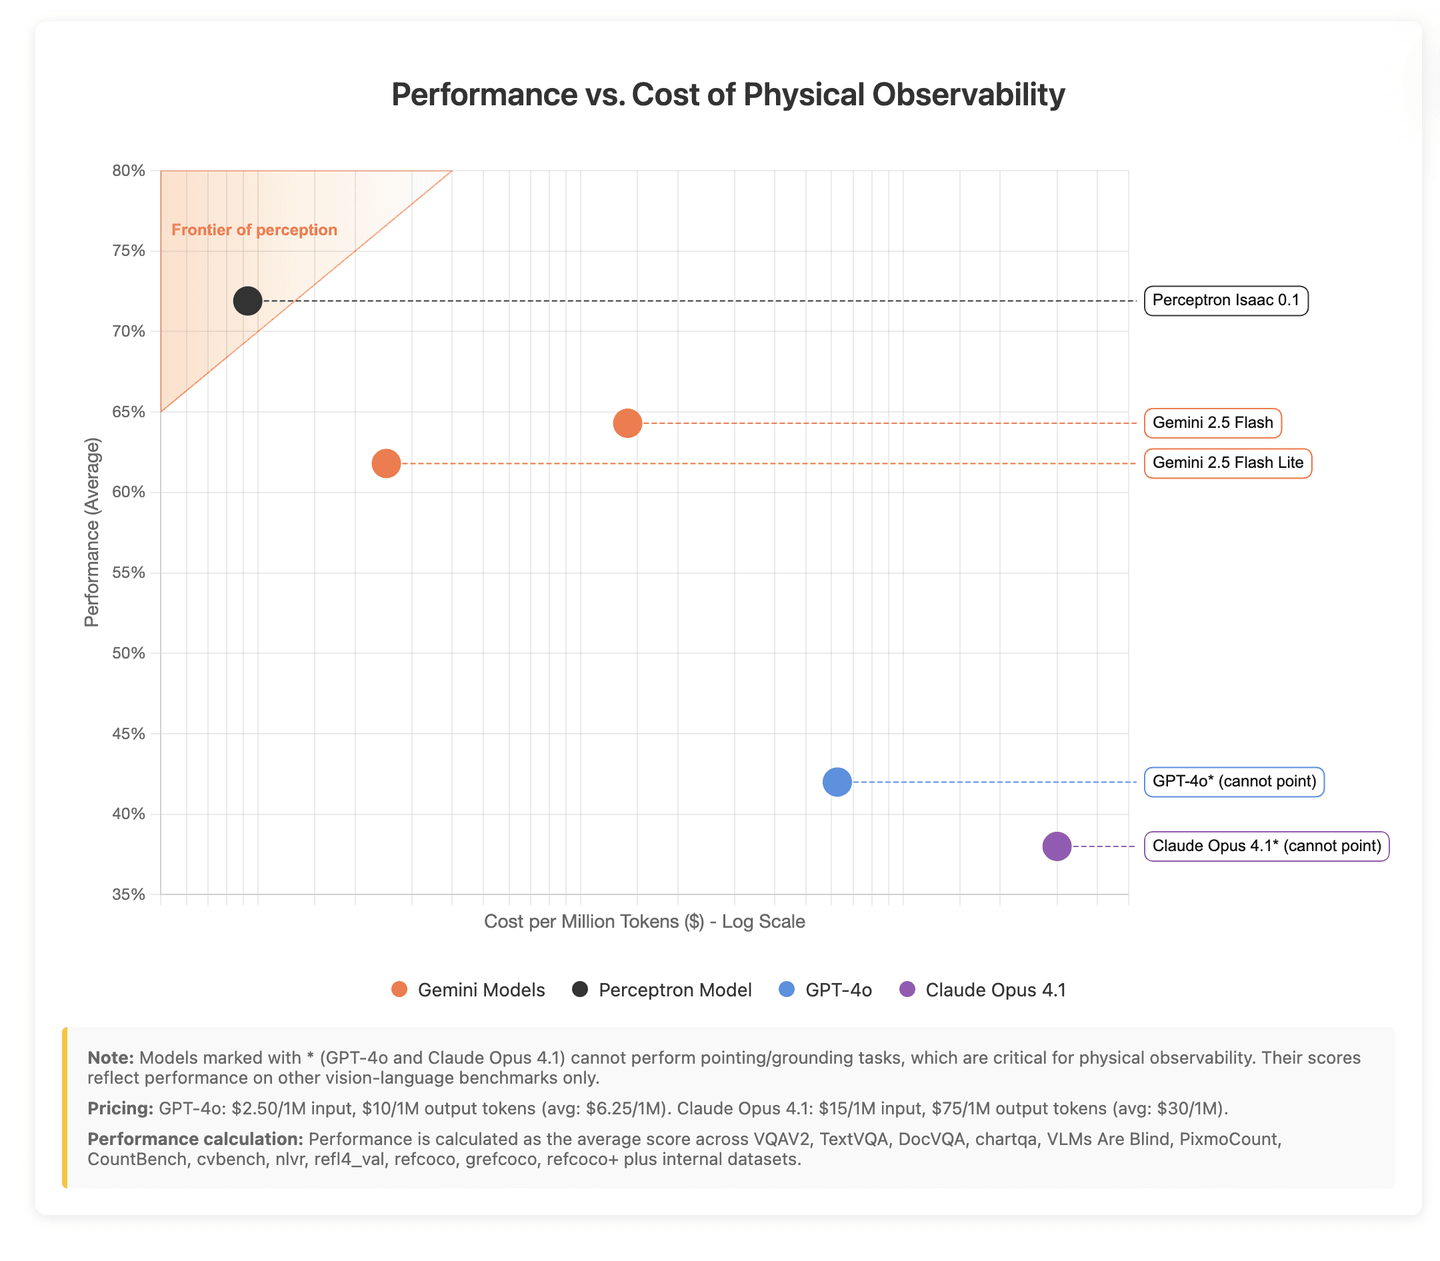 Performance vs. Cost of Physical Observability
80%
Frontier of perception
75%
Perceptron Isaac 0.1
70%
65%
Gemini 2.5 Flash
Gemini 2.5 Flash Lite
60%
Performance (Average)
55%
50%
45%
GPT-4o* (cannot point)
40%
Claude Opus 4.1* (cannot point)
35%
Cost per Million Tokens ($) - Log Scale
Gemini Models
Perceptron Model
GPT-4o
Claude Opus 4.1
Note: Models marked with * (GPT-4o and Claude Opus 4.1) cannot perform pointing/grounding tasks, which are critical for physical observability. Their scores
reflect performance on other vision-language benchmarks only.
Pricing: GPT-4o: $2.50/1M input, $10/1M output tokens (avg: $6.25/1M). Claude Opus 4.1: $15/1M input, $75/1M output tokens (avg: $30/1M).
Performance calculation: Performance is calculated as the average score across VQAV2, TextVQA, DocVQA, chartqa, VLMs Are Blind, PixmoCount,
CountBench, cvbench, nlvr, refl4_val, refcoco, grefcoco, refcoco+ plus internal datasets.